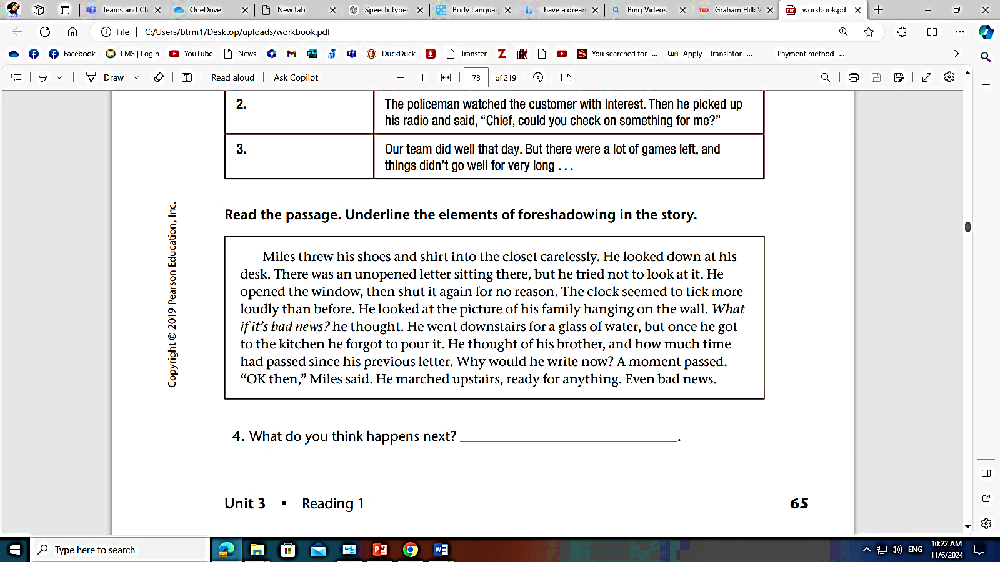 Teams and Ch
OneDrive
New tab
Speech Types
Body Languag
i have a dream
Bing Videos
TED Graham Hill: W
PDF workbook.pdf
File C:/Users/btrm1/Desktop/uploads/workbook.pdf
Facebook
LMS | Login
YouTube
News
DuckDuck
Transfer
You searched for -...
WA Apply - Translator -...
Payment method -...
Draw
Read aloud
Ask Copilot
73 of 219
2. The policeman watched the customer with interest. Then he picked up
his radio and said, “Chief, could you check on something for me?”
3. Our team did well that day. But there were a lot of games left, and
things didn’t go well for very long . . .
Copyright © 2019 Pearson Education, Inc.
Read the passage. Underline the elements of foreshadowing in the story.
Miles threw his shoes and shirt into the closet carelessly. He looked down at his
desk. There was an unopened letter sitting there, but he tried not to look at it. He
opened the window, then shut it again for no reason. The clock seemed to tick more
loudly than before. He looked at the picture of his family hanging on the wall. What
if it’s bad news? he thought. He went downstairs for a glass of water, but once he got
to the kitchen he forgot to pour it. He thought of his brother, and how much time
had passed since his previous letter. Why would he write now? A moment passed.
“OK then,” Miles said. He marched upstairs, ready for anything. Even bad news.
4. What do you think happens next? ______________________________.
Unit 3 • Reading 1
65
Type here to search
ENG
10:22 AM
11/6/2024